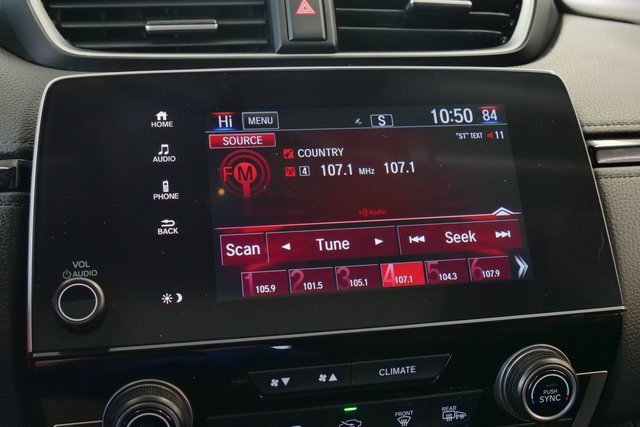 Hi MENU S 10:50 84
SOURCE "ST" TEXT 11
HOME
COUNTRY
AUDIO
FM 4 107.1 MHz 107.1
PHONE
HD Radio
BACK
Scan Tune Seek
VOL
AUDIO
1 105.9 2 101.5 3 105.1 4 107.1 5 104.3 6 107.9
CLIMATE
PUSH
SYNC
FRONT
REAR